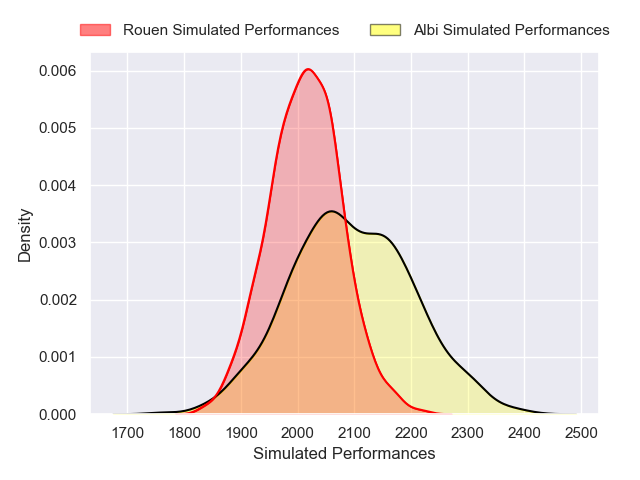 Rouen Simulated Performances Albi Simulated Performances
0.006
0.005
0.004
0.003
0.002
0.001
0.000
Density
1700 1800 1900 2000 2100 2200 2300 2400 2500
Simulated Performances